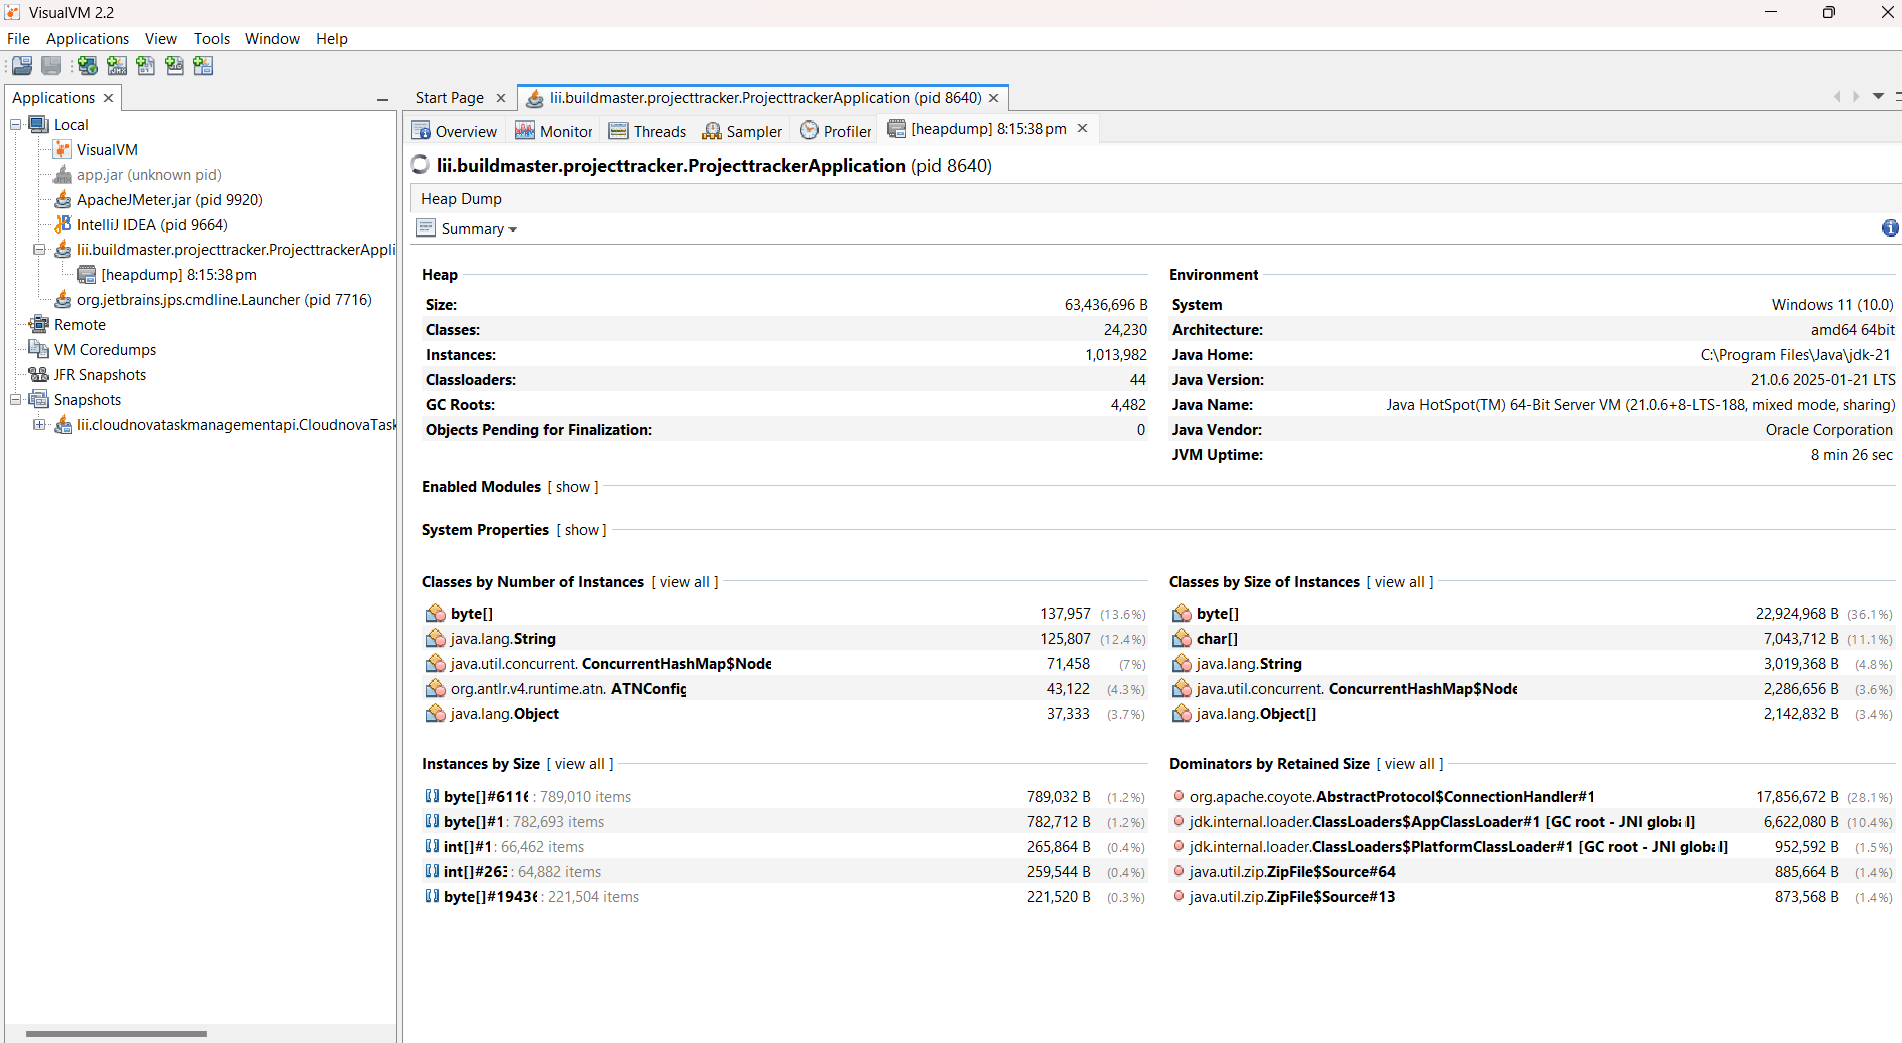 VisualVM 2.2
File Applications View Tools Window Help
Applications
Local
VisualVM
app.jar (unknown pid)
ApacheJMeter.jar (pid 9920)
IntelliJ IDEA (pid 9664)
lii.buildmaster.projecttracker.ProjecttrackerAppli
[heapdump] 8:15:38 pm
org.jetbrains.jps.cmdline.Launcher (pid 7716)
Remote
VM Coredumps
JFR Snapshots
Snapshots
lii.cloudnovataskmanagementapi.CloudnovaTask
Start Page lii.buildmaster.projecttracker.ProjecttrackerApplication (pid 8640)
Overview Monitor Threads Sampler Profiler [heapdump] 8:15:38 pm
lii.buildmaster.projecttracker.ProjecttrackerApplication (pid 8640)
Heap Dump
Summary
Heap
Size: 63,436,696 B
Classes: 24,230
Instances: 1,013,982
Classloaders: 44
GC Roots: 4,482
Objects Pending for Finalization: 0
Environment
System Windows 11 (10.0)
Architecture: amd64 64bit
Java Home: C:\Program Files\Java\jdk-21
Java Version: 21.0.6 2025-01-21 LTS
Java Name: Java HotSpot(TM) 64-Bit Server VM (21.0.6+8-LTS-188, mixed mode, sharing)
Java Vendor: Oracle Corporation
JVM Uptime: 8 min 26 sec
Enabled Modules [ show ]
System Properties [ show ]
Classes by Number of Instances [ view all ]
byte[] 137,957 (13.6%)
java.lang.String 125,807 (12.4%)
java.util.concurrent. ConcurrentHashMap$Node 71,458 (7%)
org.antlr.v4.runtime.atn. ATNConfig 43,122 (4.3%)
java.lang.Object 37,333 (3.7%)
Classes by Size of Instances [ view all ]
byte[] 22,924,968 B (36.1%)
char[] 7,043,712 B (11.1%)
java.lang.String 3,019,368 B (4.8%)
java.util.concurrent. ConcurrentHashMap$Node 2,286,656 B (3.6%)
java.lang.Object[] 2,142,832 B (3.4%)
Instances by Size [ view all ]
byte[]#6116 : 789,010 items 789,032 B (1.2%)
byte[]#1 : 782,693 items 782,712 B (1.2%)
int[]#1 : 66,462 items 265,864 B (0.4%)
int[]#263 : 64,882 items 259,544 B (0.4%)
byte[]#19436 : 221,504 items 221,520 B (0.3%)
Dominators by Retained Size [ view all ]
org.apache.coyote.AbstractProtocol$ConnectionHandler#1 17,856,672 B (28.1%)
jdk.internal.loader.ClassLoaders$AppClassLoader#1 [GC root - JNI global] 6,622,080 B (10.4%)
jdk.internal.loader.ClassLoaders$PlatformClassLoader#1 [GC root - JNI global] 952,592 B (1.5%)
java.util.zip.ZipFile$Source#64 885,664 B (1.4%)
java.util.zip.ZipFile$Source#13 873,568 B (1.4%)